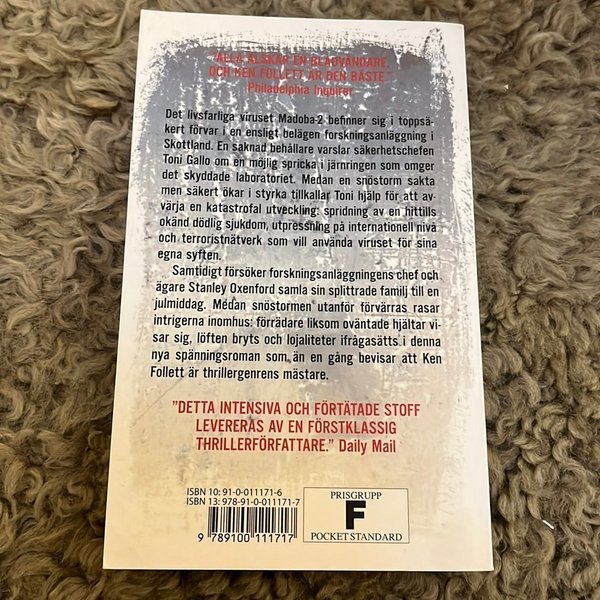 "ALLA ÄLSKAR EN BLADVÄNDARE,
OCH KEN FOLLETT ÄR DEN BÄSTE."
Philadelphia Inquirer
Det livsfarliga viruset Madoba-2 befinner sig i toppsä-
kert förvar i en ensligt belägen forskningsanläggning i
Skottland. En saknad behållare varslar säkerhetschefen
Toni Gallo om en möjlig spricka i järnringen som omger
det skyddade laboratoriet. Medan en snöstorm sakta
men säkert ökar i styrka tillkallar Toni hjälp för att av-
värja en katastrofal utveckling: spridning av en hittills
okänd dödlig sjukdom, utpressning på internationell nivå
och terroristnätverk som vill använda viruset för sina
egna syften.
Samtidigt försöker forskningsanläggningens chef och
ägare Stanley Oxenford samla sin splittrade familj till en
julmiddag. Medan snöstormen utanför förvärras rasar
intrigerna inomhus: förrädare liksom oväntade hjältar vi-
sar sig, löften bryts och lojaliteter ifrågasätts i denna
nya spänningsroman som än en gång bevisar att Ken
Follett är thrillergenrens mästare.
"DETTA INTENSIVA OCH FÖRTÄTADE STOFF
LEVERERAS AV EN FÖRSTKLASSIG
THRILLERFÖRFATTARE." Daily Mail
ISBN 10: 91-0-011171-6
ISBN 13: 978-91-0-011171-7
9 789100 111717
PRISGRUPP
F
POCKET STANDARD